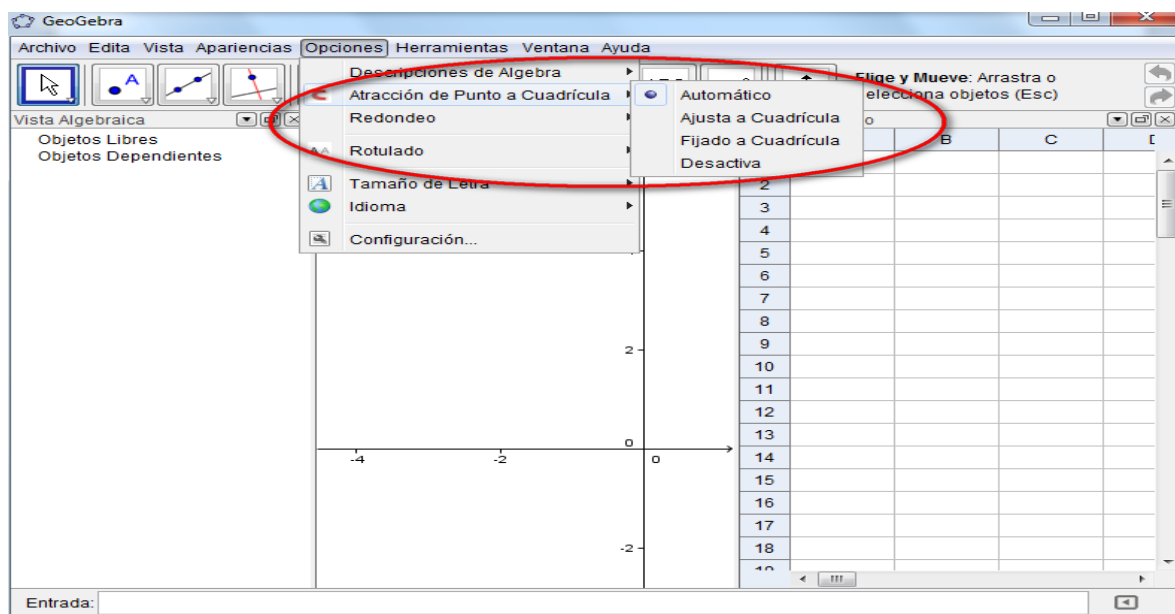 GeoGebra
Archivo Edita Vista Apariencias Opciones Herramientas Ventana Ayuda
Descripciones de Algebra
Atracción de Punto a Cuadrícula
Redondeo
Rotulado
Tamaño de Letra
Idioma
Configuración...
Automático
Ajusta a Cuadrícula
Fijado a Cuadrícula
Desactiva
Elige y Mueve: Arrastra o
selecciona objetos (Esc)
A
Vista Algebraica
Objetos Libres
Objetos Dependientes
B C
2
3
4
5
6
7
8
9
10
11
12
13
14
15
16
17
18
2
0
-4 -2 0
-2
Entrada: